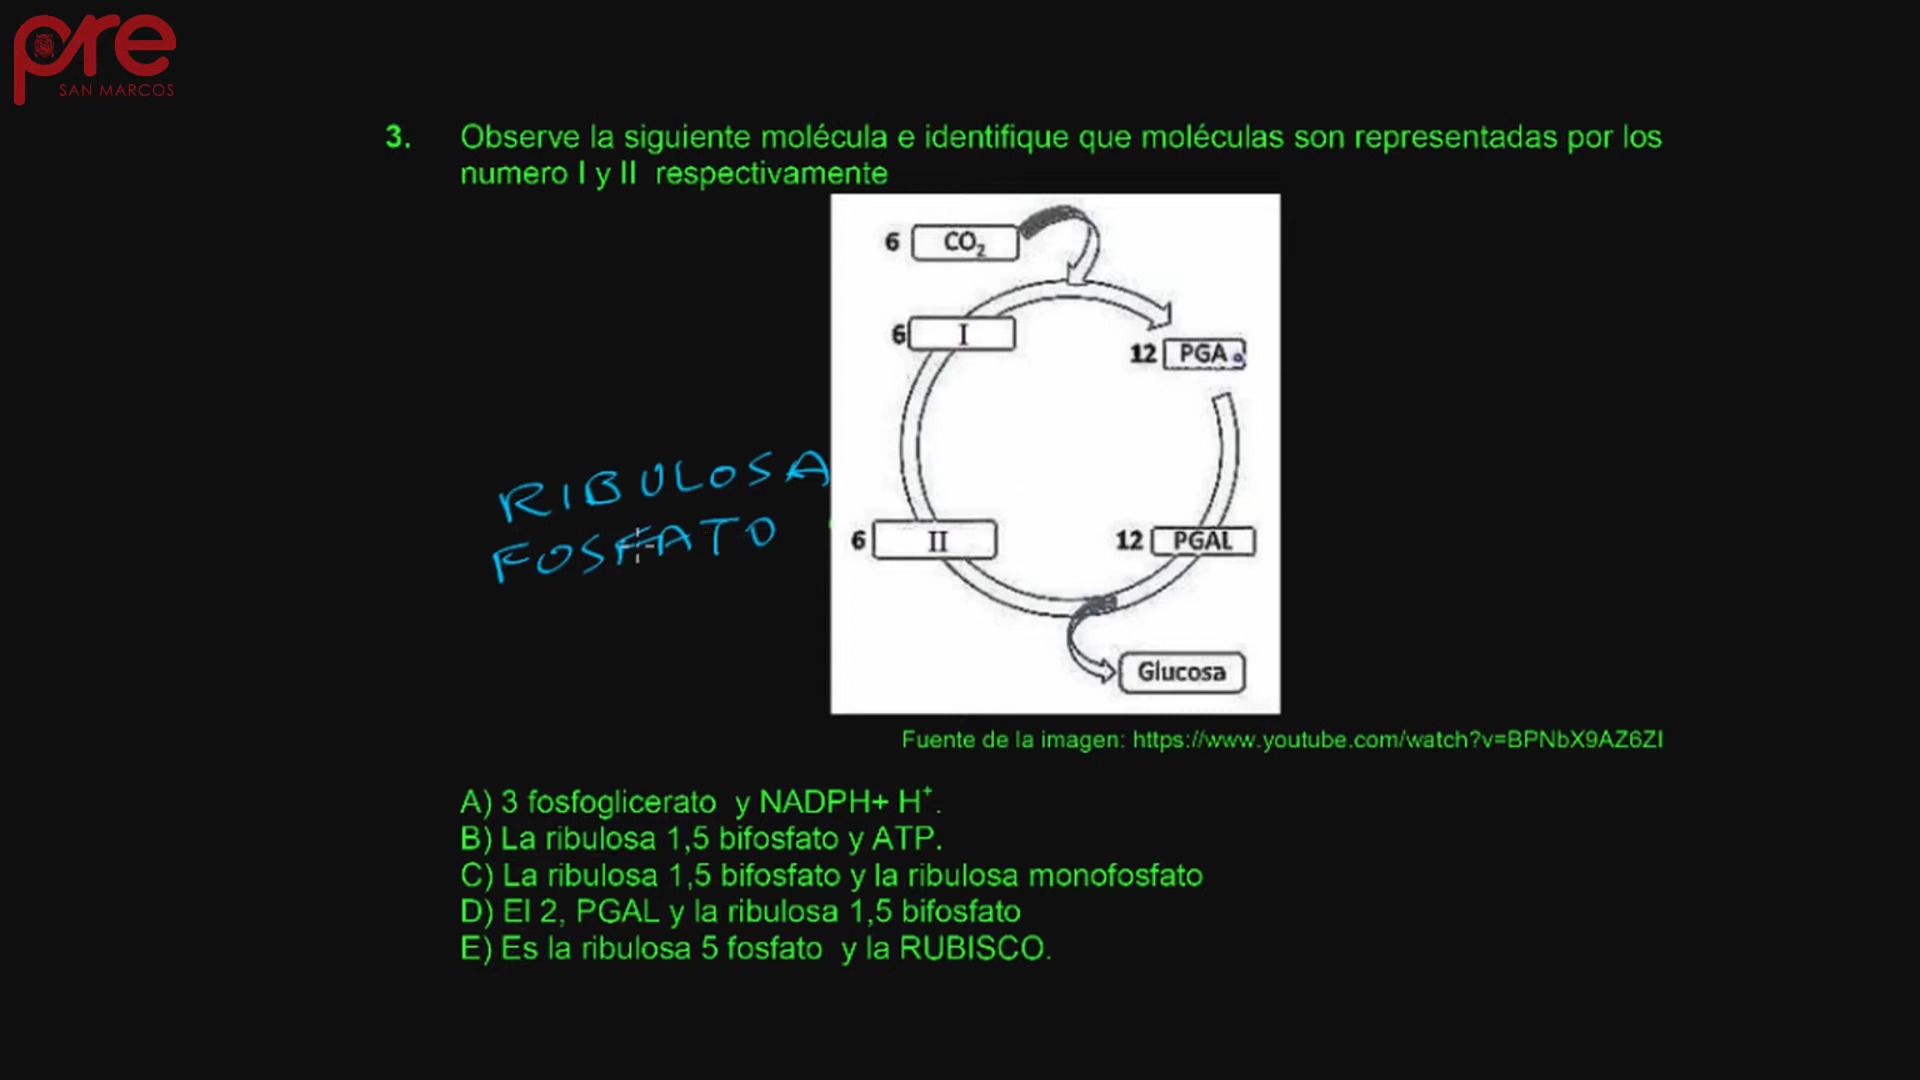 pre
SAN MARCOS
3. Observe la siguiente molécula e identifique que moléculas son representadas por los
numero I y II respectivamente
6 CO2
6 I
12 PGA
RIBULOSA
FOSFATO
6 II
12 PGAL
Glucosa
Fuente de la imagen: https://www.youtube.com/watch?v=BPNbX9AZ6ZI
A) 3 fosfoglicerato y NADPH+ H+.
B) La ribulosa 1,5 bifosfato y ATP.
C) La ribulosa 1,5 bifosfato y la ribulosa monofosfato
D) El 2, PGAL y la ribulosa 1,5 bifosfato
E) Es la ribulosa 5 fosfato y la RUBISCO.